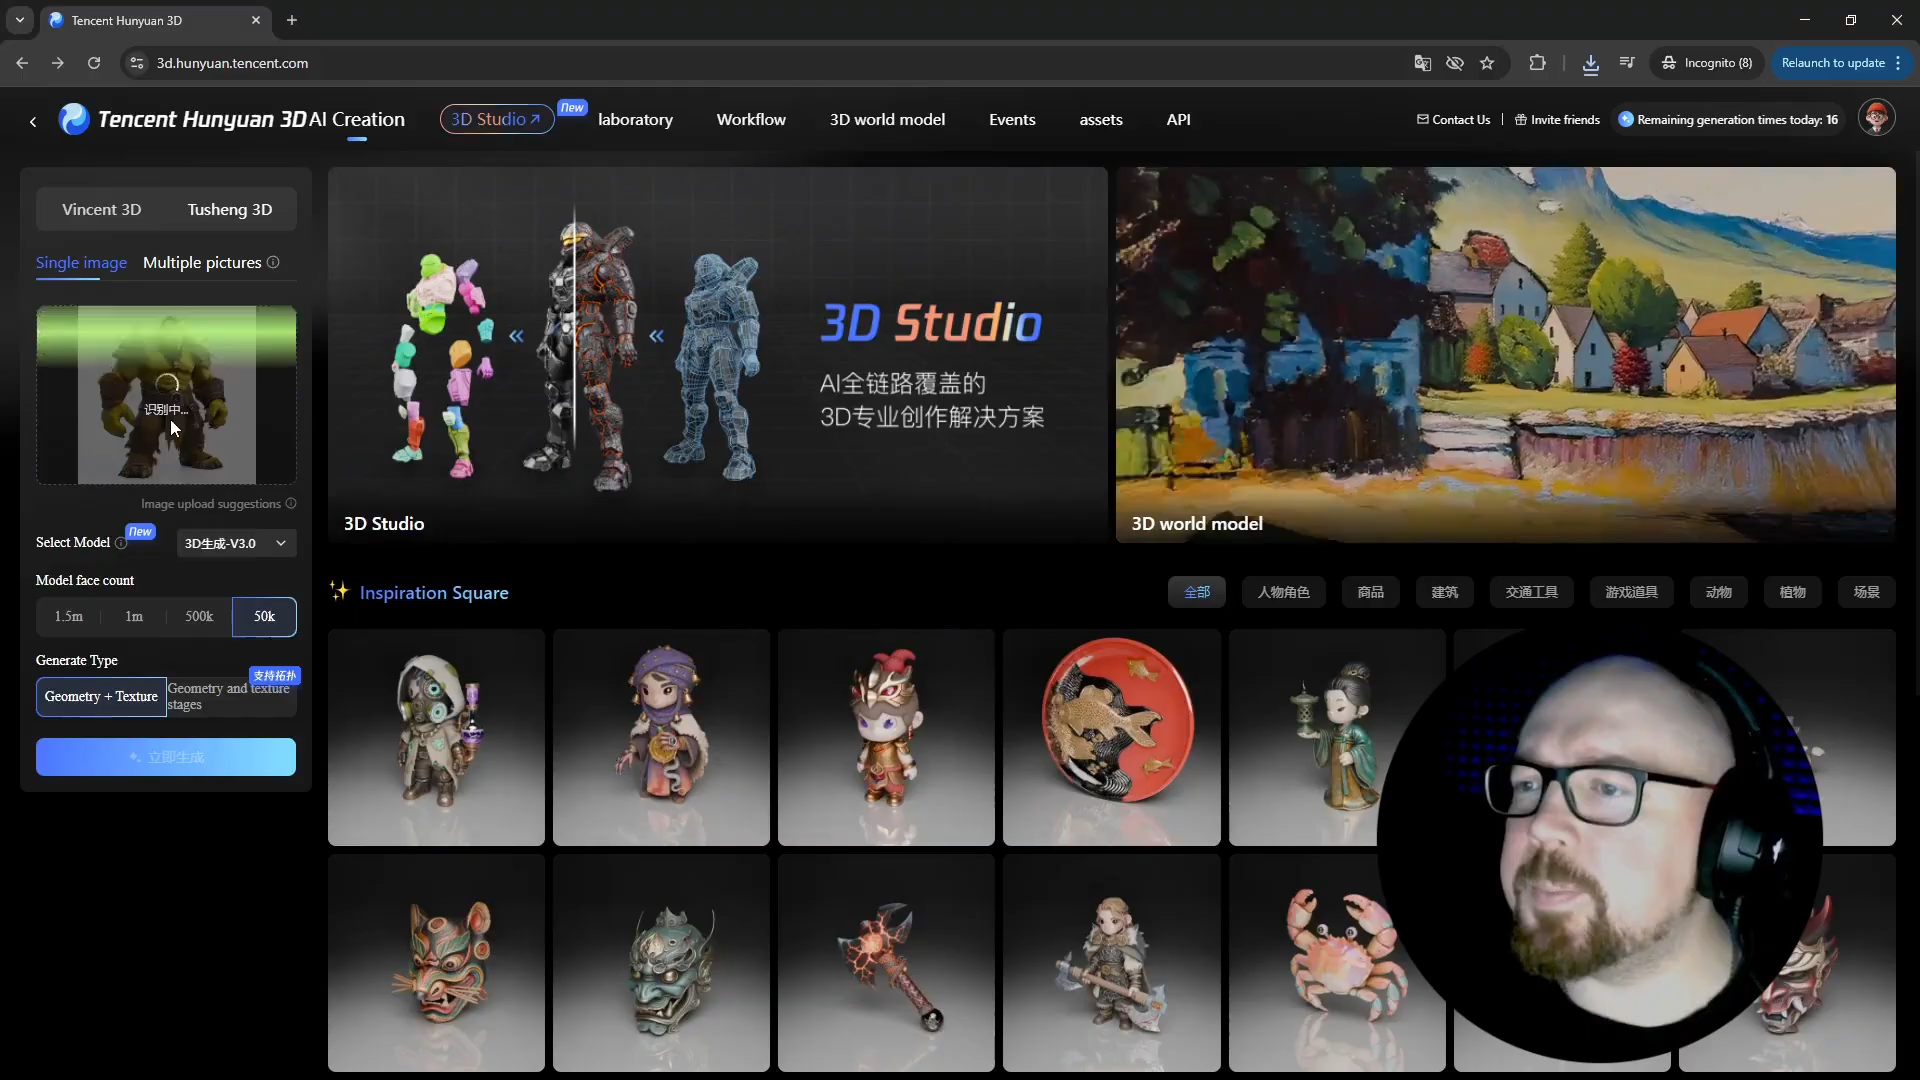 Tencent Hunyuan 3D
3d.hunyuan.tencent.com
Incognito (8)
Relaunch to update
Tencent Hunyuan 3D
AI Creation
3D Studio
New
laboratory
Workflow
3D world model
Events
assets
API
Contact Us
Invite friends
Remaining generation times today: 16
Vincent 3D
Tusheng 3D
Single image
Multiple pictures
识别中...
Image upload suggestions
Select Model
New
3D生成-V3.0
Model face count
1.5m
1m
500k
50k
Generate Type
支持拓扑
Geometry + Texture
Geometry and texture
stages
立即生成
3D Studio
AI全链路覆盖的
3D专业创作解决方案
3D Studio
3D world model
Inspiration Square
全部
人物角色
商品
建筑
交通工具
游戏道具
动物
植物
场景